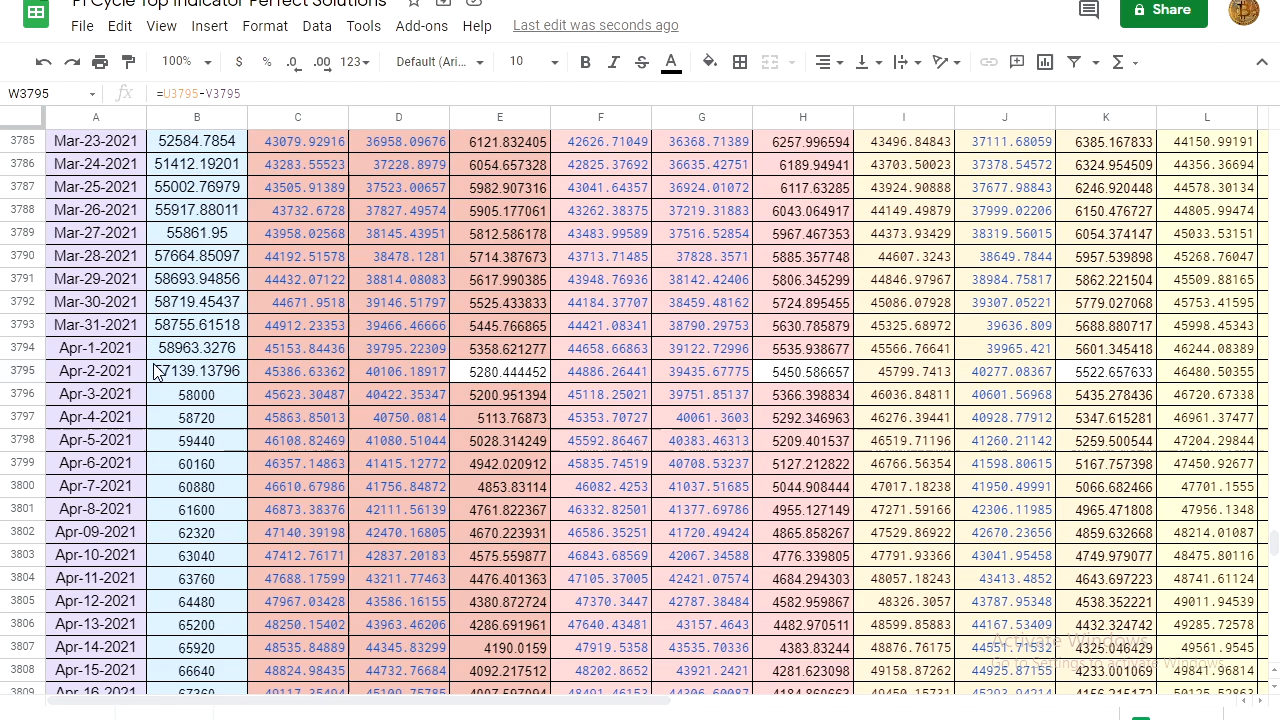 Pi Cycle Top Indicator Perfect Solutions
File Edit View Insert Format Data Tools Add-ons Help Last edit was seconds ago
Share
100% $ % .0 .00 123 Default (Ari... 10 B I S A
W3795 fx =U3795-V3795
A B C D E F G H I J K L
3785 Mar-23-2021 52584.7854 43079.92916 36958.09676 6121.832405 42626.71049 36368.71389 6257.996594 43496.84843 37111.68059 6385.167833 44150.99191
3786 Mar-24-2021 51412.19201 43283.55523 37228.8979 6054.657328 42825.37692 36635.42751 6189.94941 43703.50023 37378.54572 6324.954509 44356.36694
3787 Mar-25-2021 55002.76979 43505.91389 37523.00657 5982.907316 43041.64357 36924.01072 6117.63285 43924.90888 37677.98843 6246.920448 44578.30134
3788 Mar-26-2021 55917.88011 43732.6728 37827.49574 5905.177061 43262.38375 37219.31883 6043.064917 44149.49879 37999.02206 6150.476727 44805.99474
3789 Mar-27-2021 55861.95 43958.02568 38145.43951 5812.586178 43483.99589 37516.52854 5967.467353 44373.93429 38319.56015 6054.374147 45033.53151
3790 Mar-28-2021 57664.85097 44192.51578 38478.1281 5714.387673 43713.71485 37828.3571 5885.357748 44607.3243 38649.7844 5957.539898 45268.76047
3791 Mar-29-2021 58693.94856 44432.07122 38814.08083 5617.990385 43948.76936 38142.42406 5806.345299 44846.97967 38984.75817 5862.221504 45509.88165
3792 Mar-30-2021 58719.45437 44671.9518 39146.51797 5525.433833 44184.37707 38459.48162 5724.895455 45086.07928 39307.05221 5779.027068 45753.41595
3793 Mar-31-2021 58755.61518 44912.23353 39466.46666 5445.766865 44421.08341 38790.29753 5630.785879 45325.68972 39636.809 5688.880717 45998.45343
3794 Apr-1-2021 58963.3276 45153.84436 39795.22309 5358.621277 44658.66863 39122.72996 5535.938677 45566.76641 39965.421 5601.345418 46244.08389
3795 Apr-2-2021 7139.13796 45386.63362 40106.18917 5280.444452 44886.26441 39435.67775 5450.586657 45799.7413 40277.08367 5522.657633 46480.50355
3796 Apr-3-2021 58000 45623.30487 40422.35347 5200.951394 45118.25021 39751.85137 5366.398834 46036.84811 40601.56968 5435.278436 46720.67338
3797 Apr-4-2021 58720 45863.85013 40750.0814 5113.76873 45353.70727 40061.3603 5292.346963 46276.39441 40928.77912 5347.615281 46961.37477
3798 Apr-5-2021 59440 46108.82469 41080.51044 5028.314249 45592.86467 40383.46313 5209.401537 46519.71196 41260.21142 5259.500544 47204.29844
3799 Apr-6-2021 60160 46357.14863 41415.12772 4942.020912 45835.74519 40708.53237 5127.212822 46766.56354 41598.80615 5167.757398 47450.92677
3800 Apr-7-2021 60880 46610.67986 41756.84872 4853.83114 46082.4253 41037.51685 5044.908444 47017.18238 41950.49991 5066.682466 47701.1555
3801 Apr-8-2021 61600 46873.38376 42111.56139 4761.822367 46332.82501 41377.69786 4955.127149 47271.59166 42306.11985 4965.471808 47956.1348
3802 Apr-09-2021 62320 47140.39198 42470.16805 4670.223931 46586.35251 41720.49424 4865.858267 47529.86922 42670.23656 4859.632668 48214.01087
3803 Apr-10-2021 63040 47412.76171 42837.20183 4575.559877 46843.68569 42067.34588 4776.339805 47791.93366 43041.95458 4749.979077 48475.80116
3804 Apr-11-2021 63760 47688.17599 43211.77463 4476.401363 47105.37005 42421.07574 4684.294303 48057.18243 43413.4852 4643.697223 48741.61124
3805 Apr-12-2021 64480 47967.03428 43586.16155 4380.872724 47370.3447 42787.38484 4582.959867 48326.3057 43787.95348 4538.352221 49011.94539
3806 Apr-13-2021 65200 48250.15402 43963.46206 4286.691961 47640.43481 43157.4643 4482.970511 48599.85883 44167.53409 4432.324742 49285.72578
3807 Apr-14-2021 65920 48535.84889 44345.83299 4190.0159 47919.5358 43535.70336 4383.83244 48876.76175 44551.71532 4325.046429 49561.9545
3808 Apr-15-2021 66640 48824.98435 44732.76684 4092.217512 48202.8652 43921.2421 4281.623098 49158.87262 44925.87155 4233.001069 49841.96814
3809 Apr-16-2021 67360
Activate Windows
Go to Settings to activate Windows.